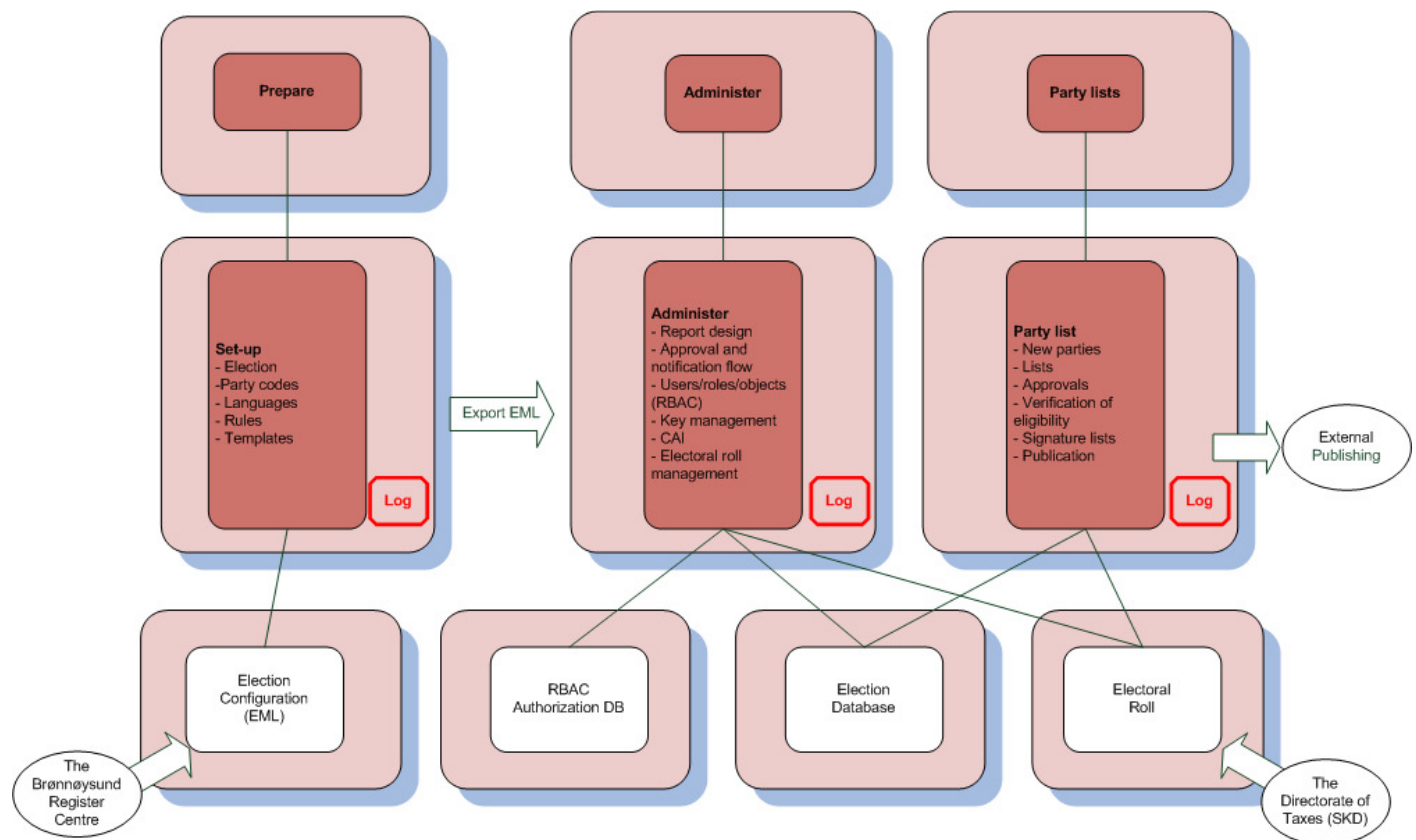 Prepare
Administer
Party lists
Set-up
- Election
-Party codes
- Languages
- Rules
- Templates
Log
Export EML
Administer
- Report design
- Approval and
notification flow
- Users/roles/objects
(RBAC)
- Key management
- CAI
- Electoral roll
management
Log
Party list
- New parties
- Lists
- Approvals
- Verification of
eligibility
- Signature lists
- Publication
Log
External
Publishing
Election
Configuration
(EML)
RBAC
Authorization DB
Election
Database
Electoral
Roll
The
Brønnøysund
Register
Centre
The
Directorate of
Taxes (SKD)